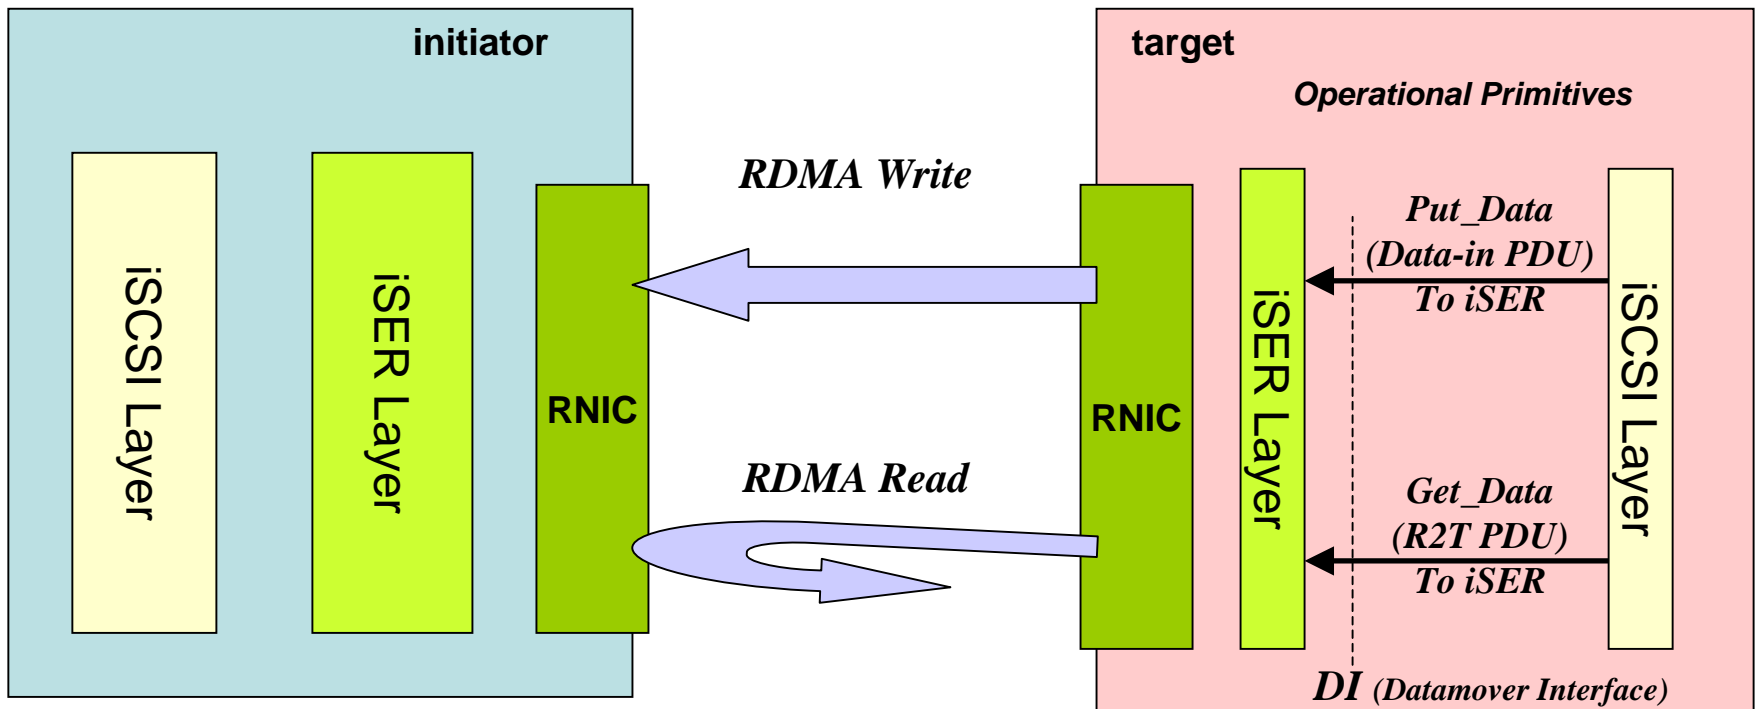 initiator
iSCSI Layer
iSER Layer
RNIC
RDMA Write
RDMA Read
target
Operational Primitives
RNIC
iSER Layer
Put_Data
(Data-in PDU)
To iSER
Get_Data
(R2T PDU)
To iSER
iSCSI Layer
DI (Datamover Interface)